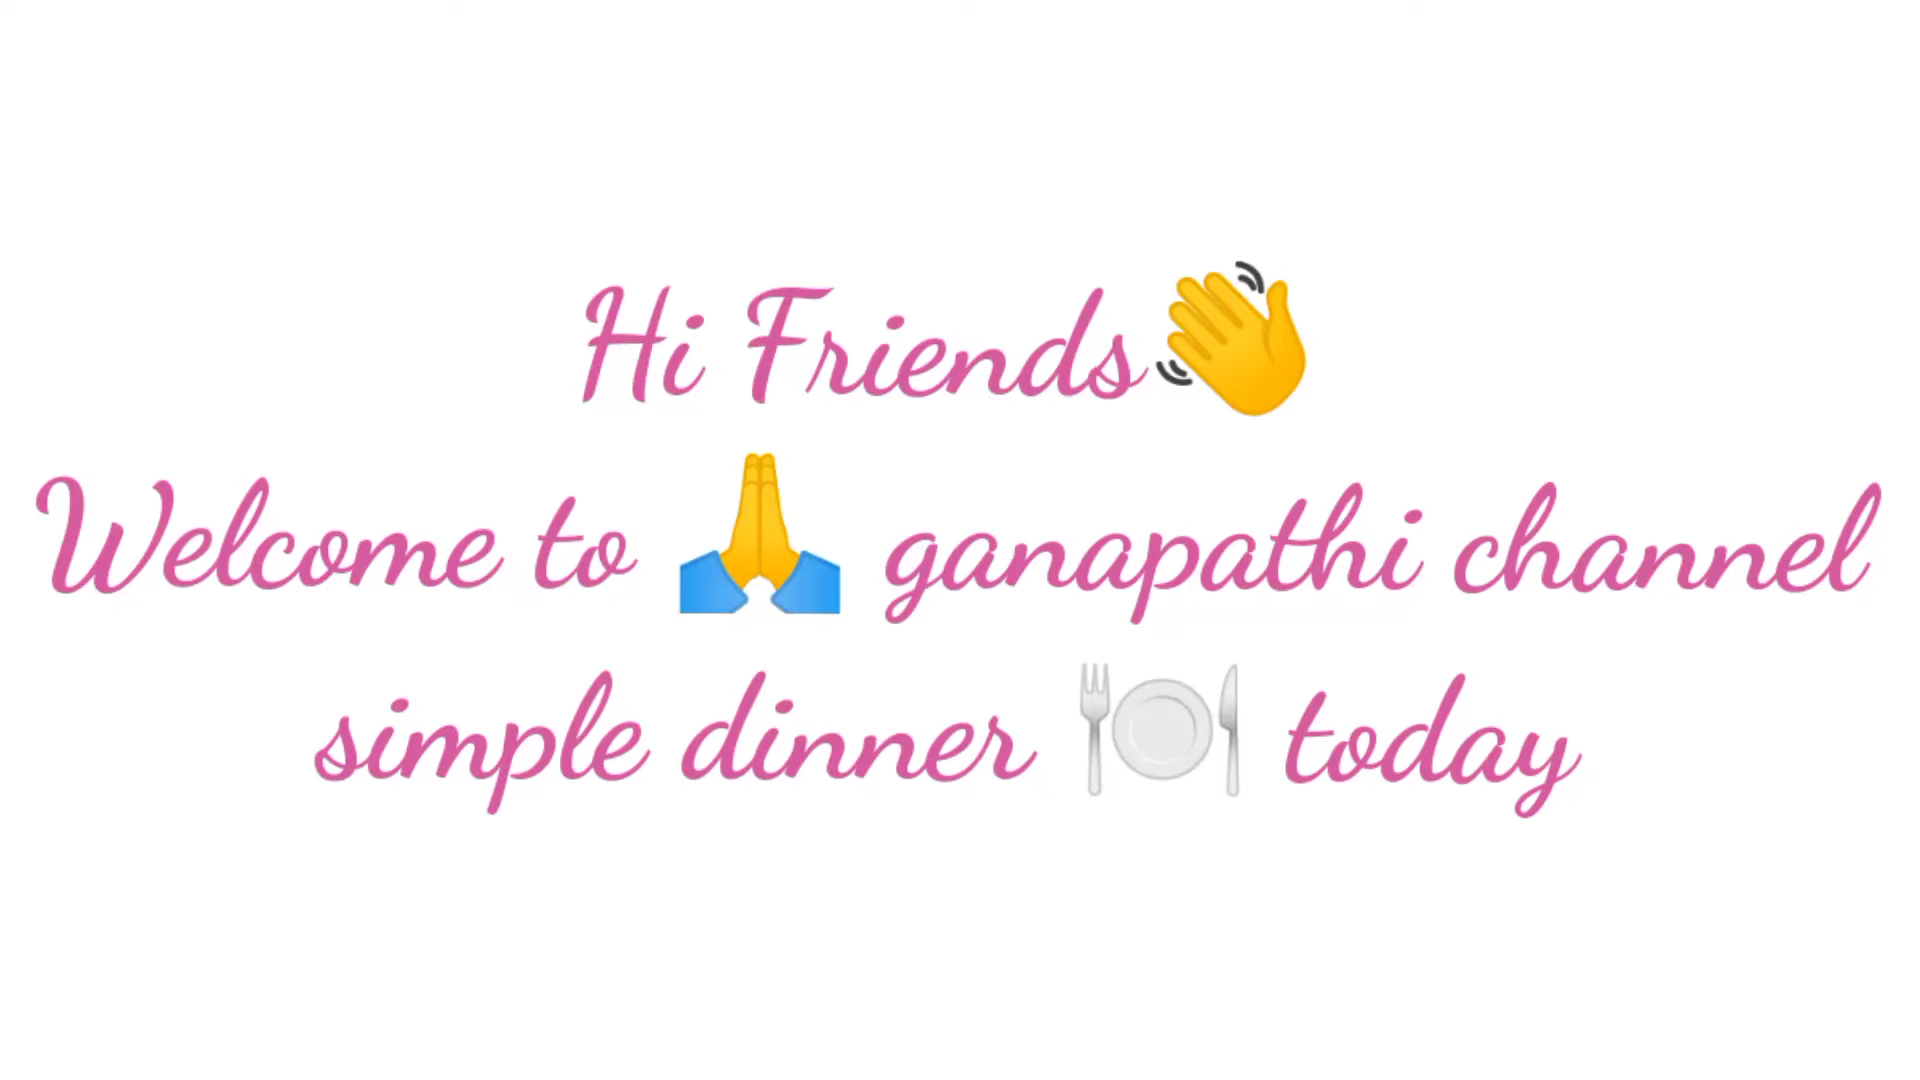 Hi Friends👋
Welcome to 🙏 ganapathi channel
simple dinner 🍽️ today